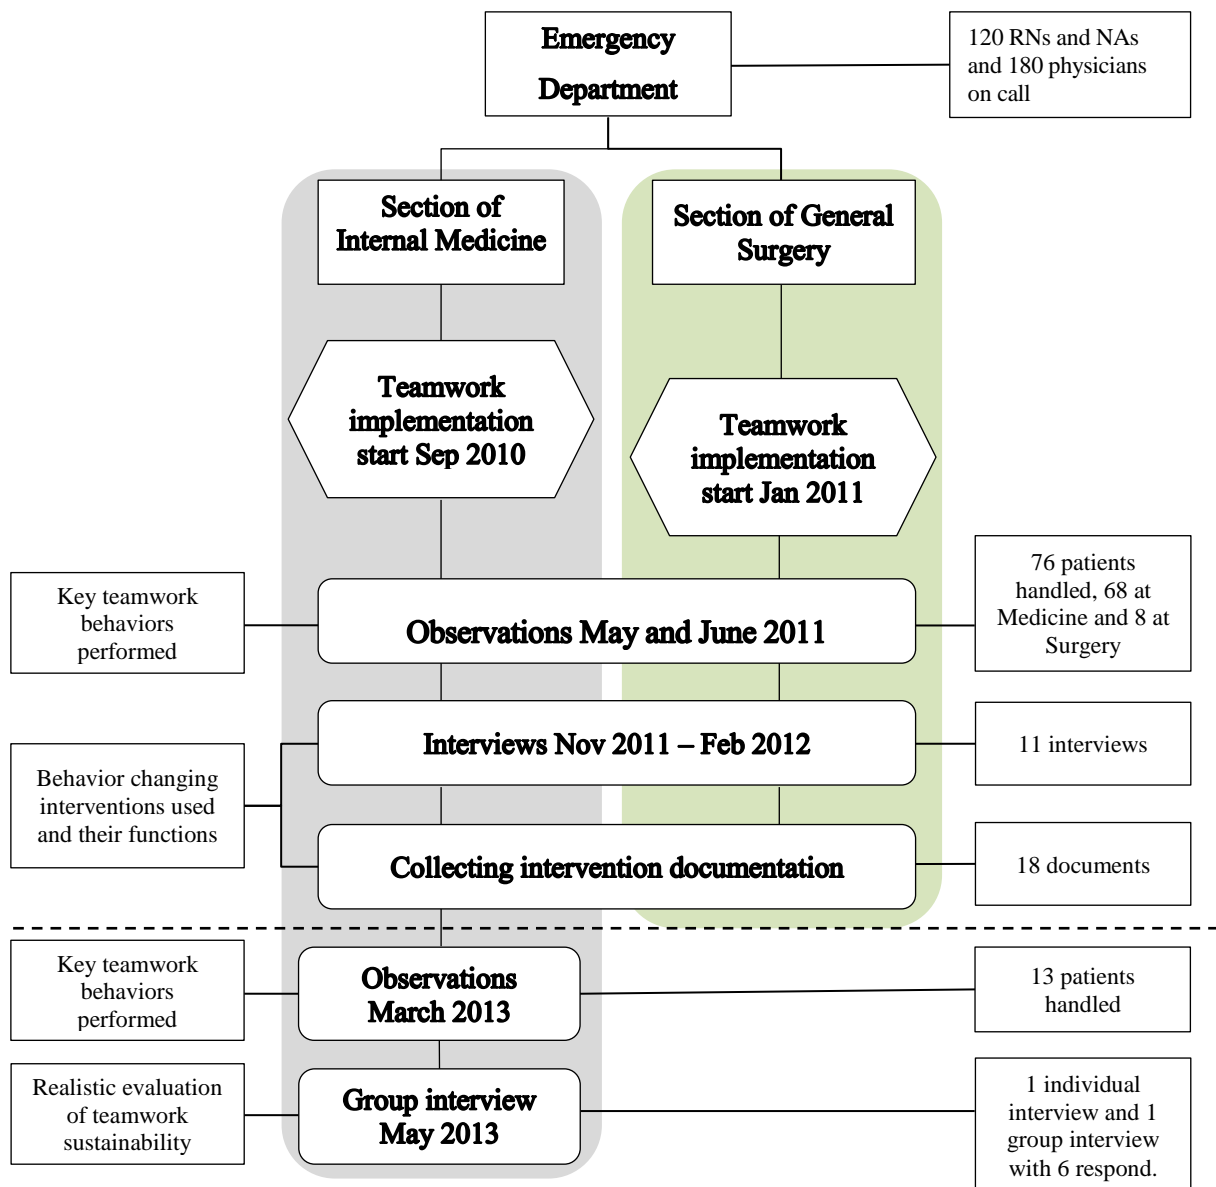 Emergency
Department
120 RNs and NAs
and 180 physicians
on call
Section of
Internal Medicine
Section of General
Surgery
Teamwork
implementation
start Sep 2010
Teamwork
implementation
start Jan 2011
Key teamwork
behaviors
performed
Observations May and June 2011
76 patients
handled, 68 at
Medicine and 8 at
Surgery
Interviews Nov 2011 – Feb 2012
11 interviews
Behavior changing
interventions used
and their functions
Collecting intervention documentation
18 documents
Key teamwork
behaviors
performed
Observations
March 2013
13 patients
handled
Realistic evaluation
of teamwork
sustainability
Group interview
May 2013
1 individual
interview and 1
group interview
with 6 respond.